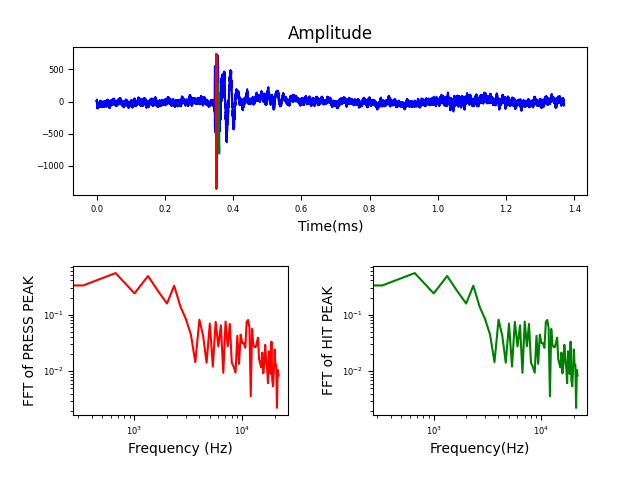 Amplitude
500
0
−500
−1000
0.0 0.2 0.4 0.6 0.8 1.0 1.2 1.4
Time(ms)
FFT of PRESS PEAK
10⁻¹
10⁻²
10³ 10⁴
Frequency (Hz)
FFT of HIT PEAK
10⁻¹
10⁻²
10³ 10⁴
Frequency(Hz)